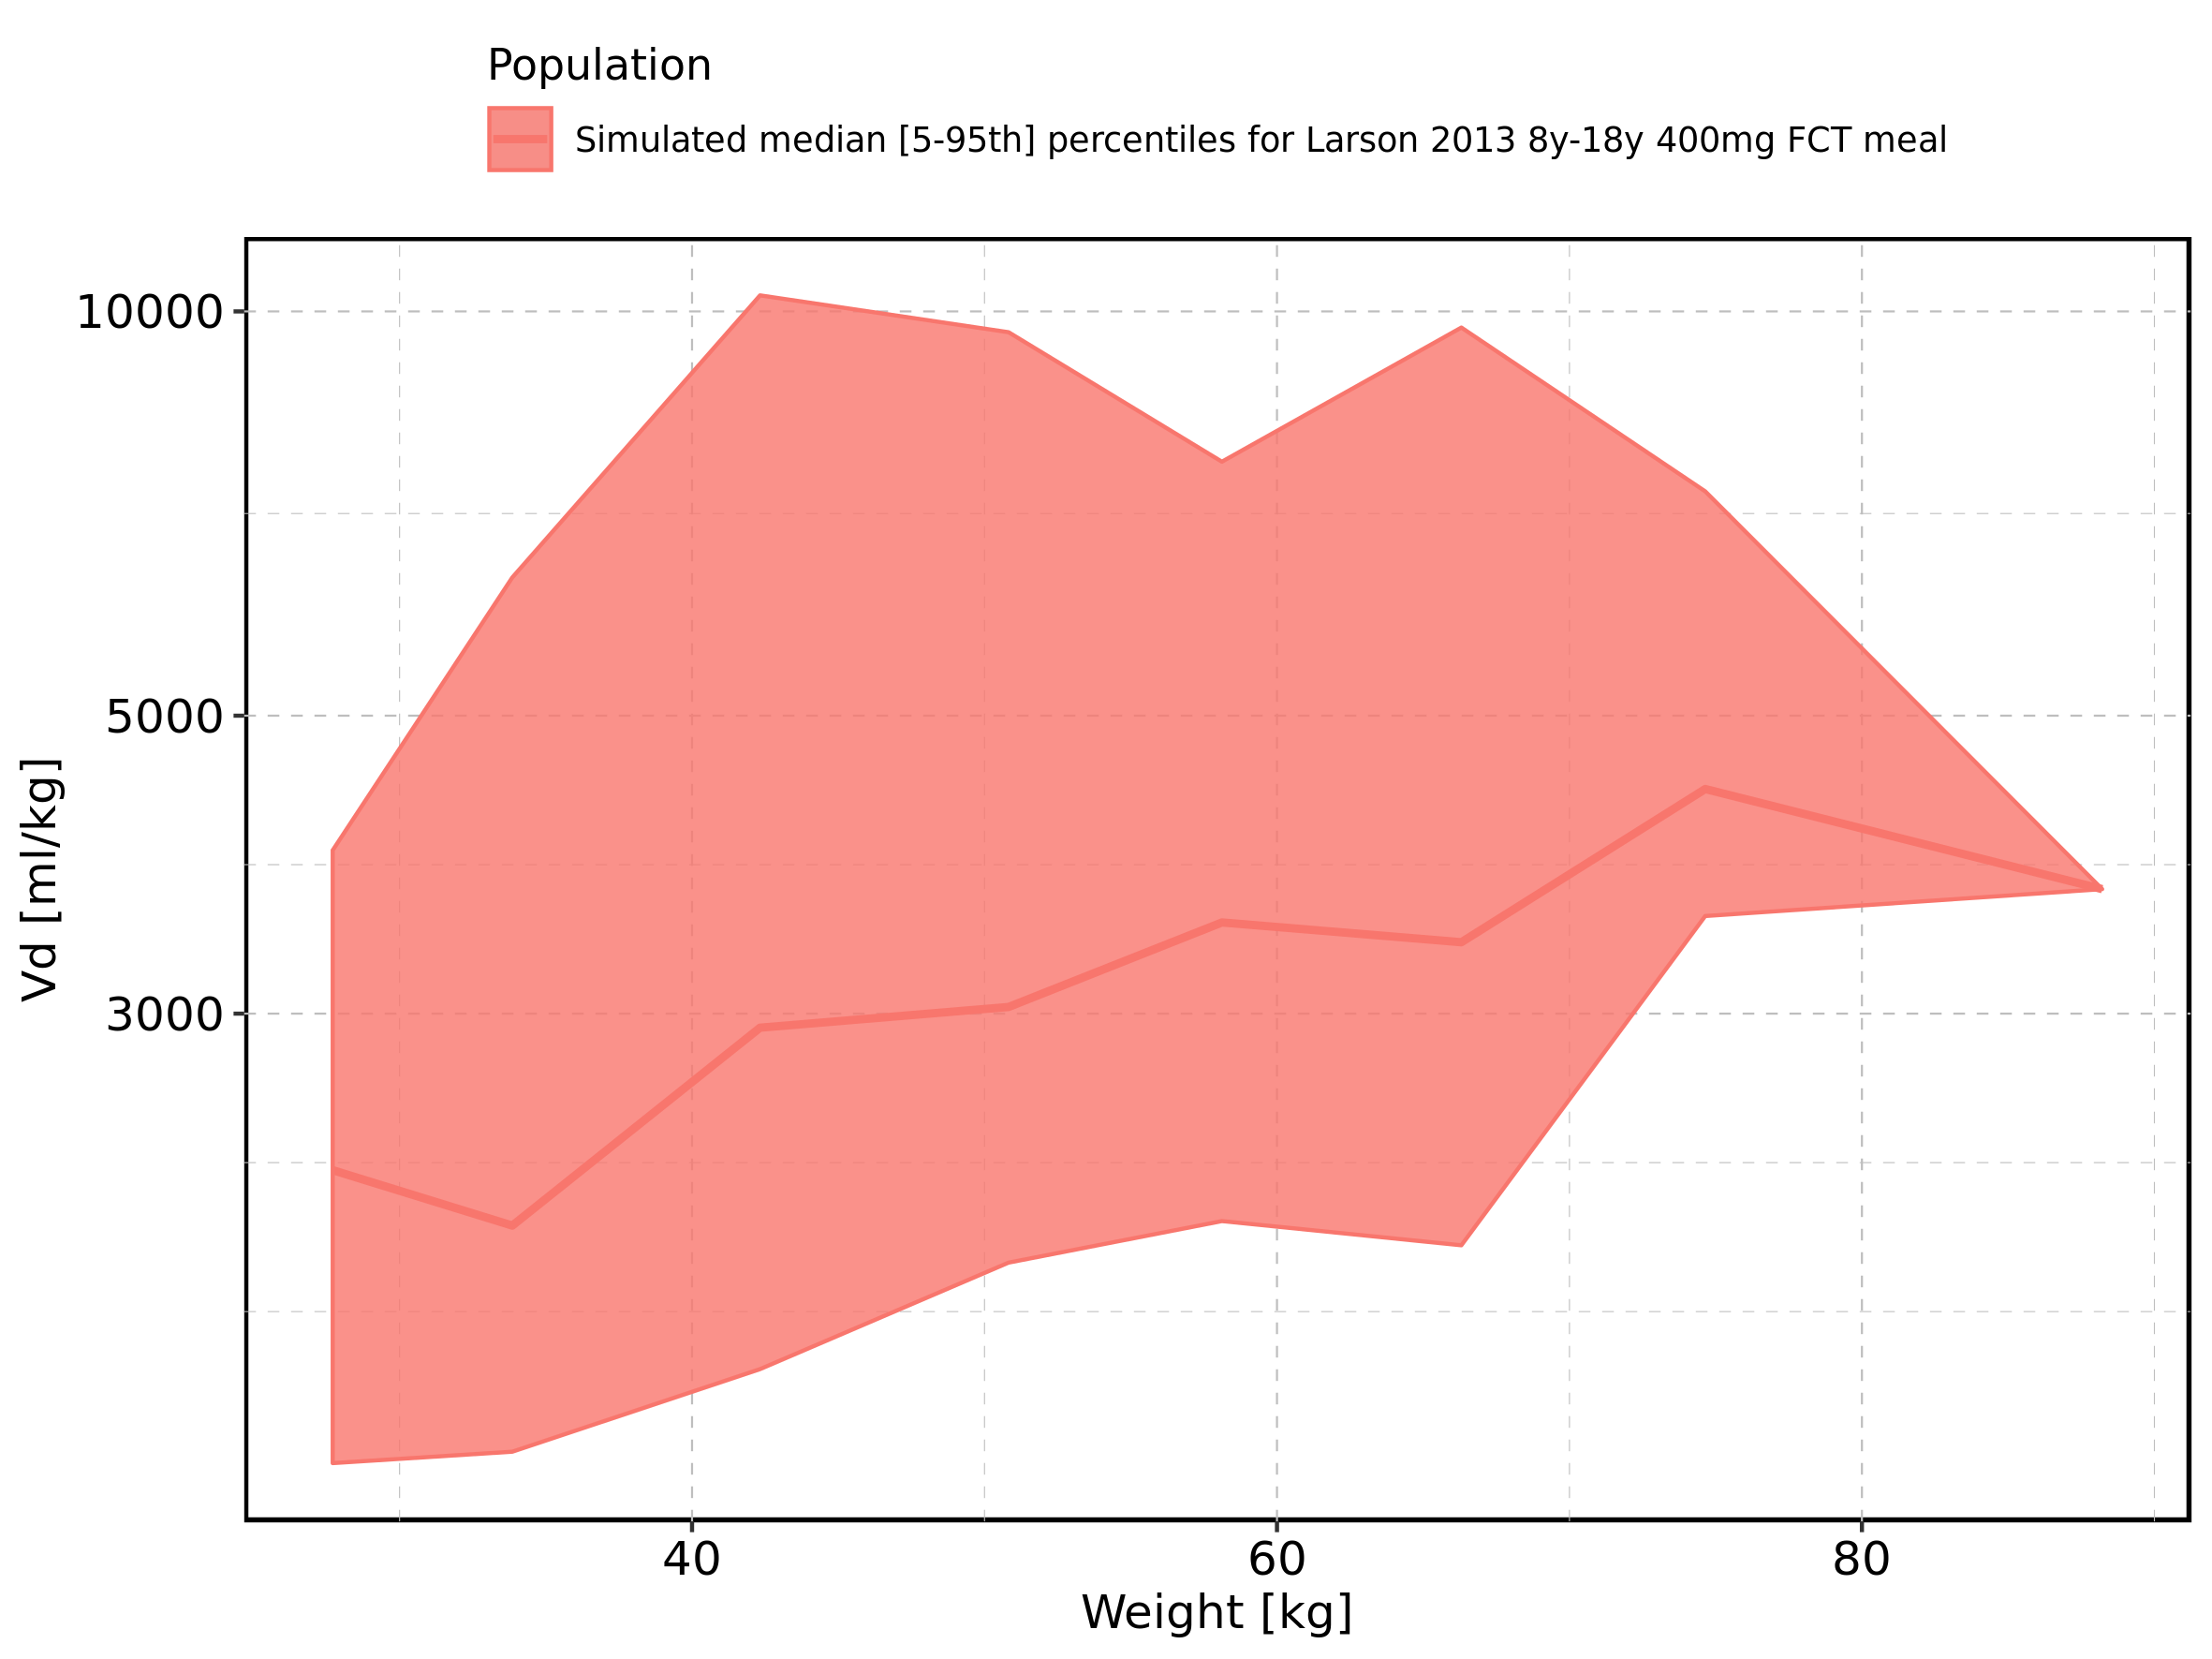 Population
Simulated median [5-95th] percentiles for Larson 2013 8y-18y 400mg FCT meal
10000
5000
3000
Vd [ml/kg]
40
60
80
Weight [kg]